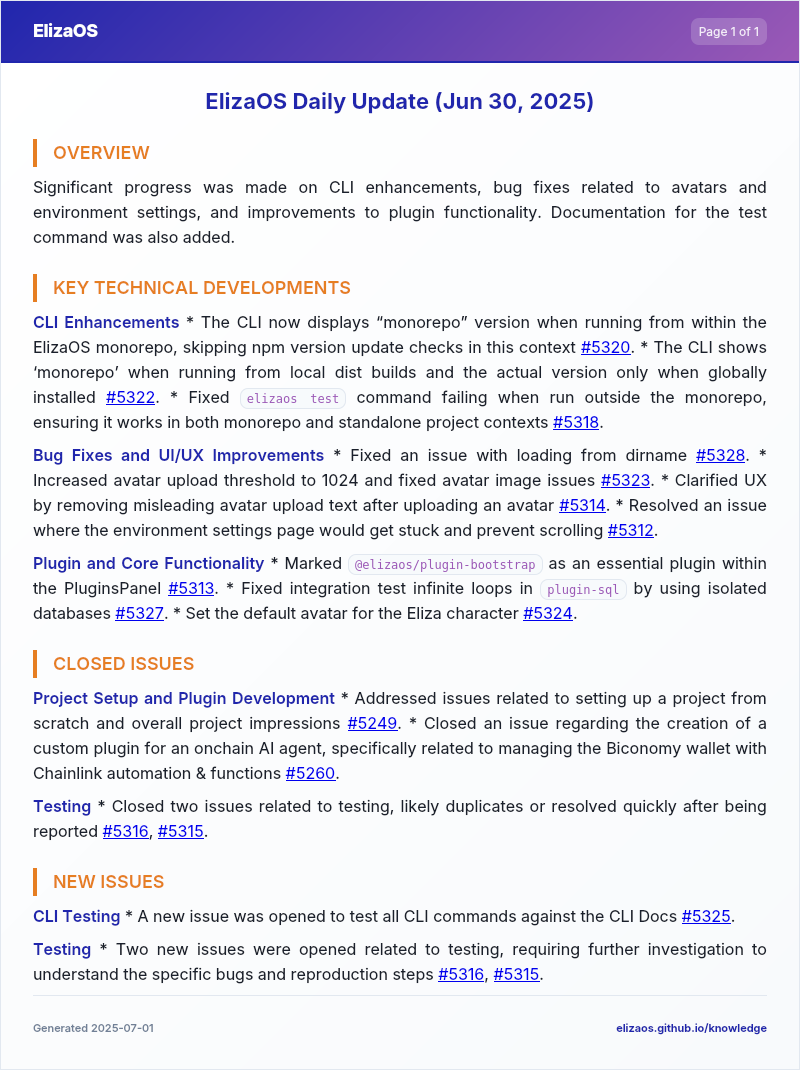 ElizaOS
Page 1 of 1
ElizaOS Daily Update (Jun 30, 2025)
OVERVIEW
Significant progress was made on CLI enhancements, bug fixes related to avatars and
environment settings, and improvements to plugin functionality. Documentation for the test
command was also added.
KEY TECHNICAL DEVELOPMENTS
CLI Enhancements * The CLI now displays “monorepo” version when running from within the
ElizaOS monorepo, skipping npm version update checks in this context #5320. * The CLI shows
‘monorepo’ when running from local dist builds and the actual version only when globally
installed #5322. * Fixed elizaos test command failing when run outside the monorepo,
ensuring it works in both monorepo and standalone project contexts #5318.
Bug Fixes and UI/UX Improvements * Fixed an issue with loading from dirname #5328. *
Increased avatar upload threshold to 1024 and fixed avatar image issues #5323. * Clarified UX
by removing misleading avatar upload text after uploading an avatar #5314. * Resolved an issue
where the environment settings page would get stuck and prevent scrolling #5312.
Plugin and Core Functionality * Marked @elizaos/plugin-bootstrap as an essential plugin within
the PluginsPanel #5313. * Fixed integration test infinite loops in plugin-sql by using isolated
databases #5327. * Set the default avatar for the Eliza character #5324.
CLOSED ISSUES
Project Setup and Plugin Development * Addressed issues related to setting up a project from
scratch and overall project impressions #5249. * Closed an issue regarding the creation of a
custom plugin for an onchain AI agent, specifically related to managing the Biconomy wallet with
Chainlink automation & functions #5260.
Testing * Closed two issues related to testing, likely duplicates or resolved quickly after being
reported #5316, #5315.
NEW ISSUES
CLI Testing * A new issue was opened to test all CLI commands against the CLI Docs #5325.
Testing * Two new issues were opened related to testing, requiring further investigation to
understand the specific bugs and reproduction steps #5316, #5315.
Generated 2025-07-01
elizaos.github.io/knowledge